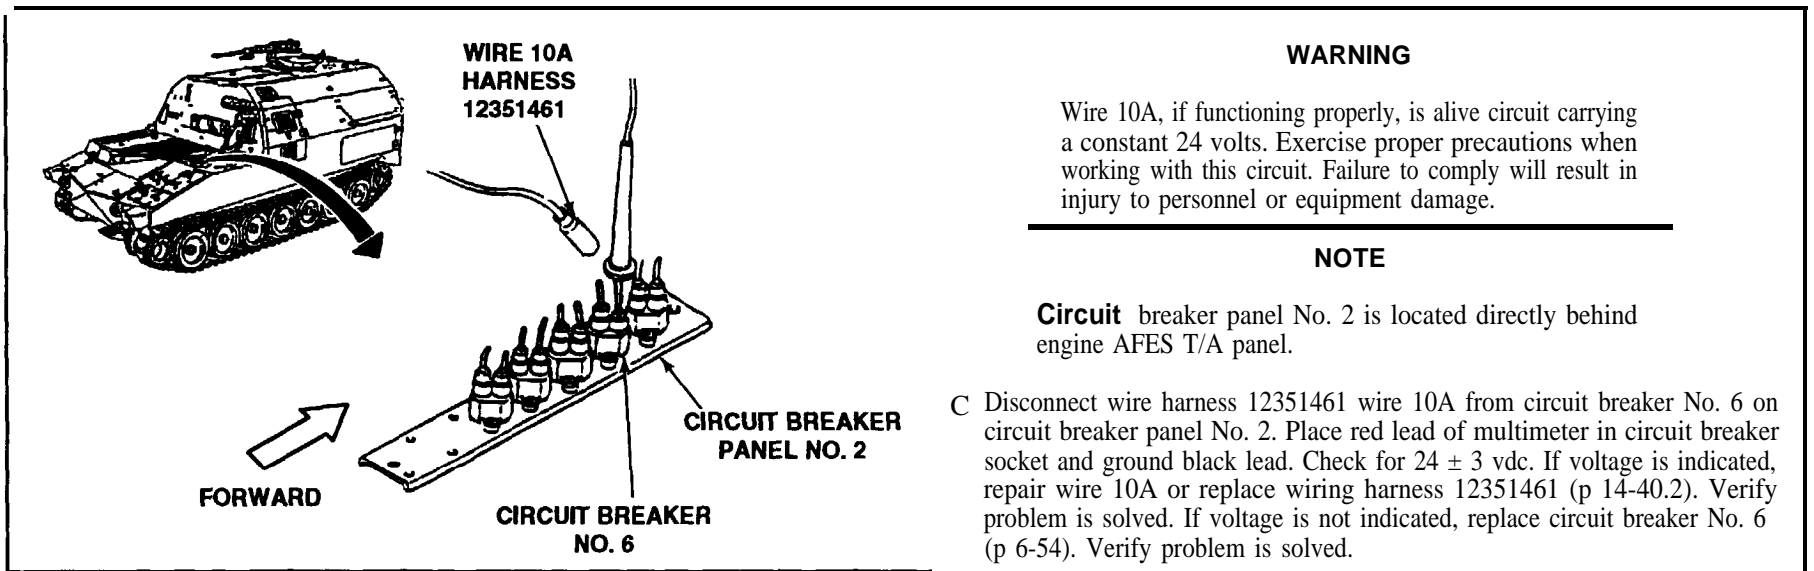 WIRE 10A
HARNESS
12351461
FORWARD
CIRCUIT BREAKER
PANEL NO. 2
CIRCUIT BREAKER
NO. 6
WARNING
Wire 10A, if functioning properly, is alive circuit carrying
a constant 24 volts. Exercise proper precautions when
working with this circuit. Failure to comply will result in
injury to personnel or equipment damage.
NOTE
Circuit breaker panel No. 2 is located directly behind
engine AFES T/A panel.
C Disconnect wire harness 12351461 wire 10A from circuit breaker No. 6 on
circuit breaker panel No. 2. Place red lead of multimeter in circuit breaker
socket and ground black lead. Check for 24 ± 3 vdc. If voltage is indicated,
repair wire 10A or replace wiring harness 12351461 (p 14-40.2). Verify
problem is solved. If voltage is not indicated, replace circuit breaker No. 6
(p 6-54). Verify problem is solved.